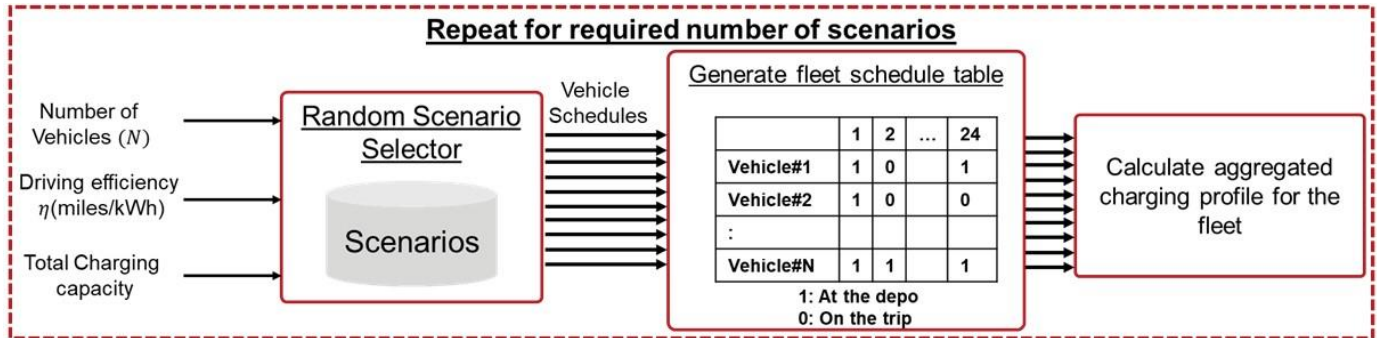 Repeat for required number of scenarios
Number of
Vehicles (N)
Driving efficiency
η(miles/kWh)
Total Charging
capacity
Random Scenario
Selector
Scenarios
Vehicle
Schedules
Generate fleet schedule table
1 2 ... 24
Vehicle#1 1 0 1
Vehicle#2 1 0 0
:
Vehicle#N 1 1 1
1: At the depo
0: On the trip
Calculate aggregated
charging profile for the
fleet